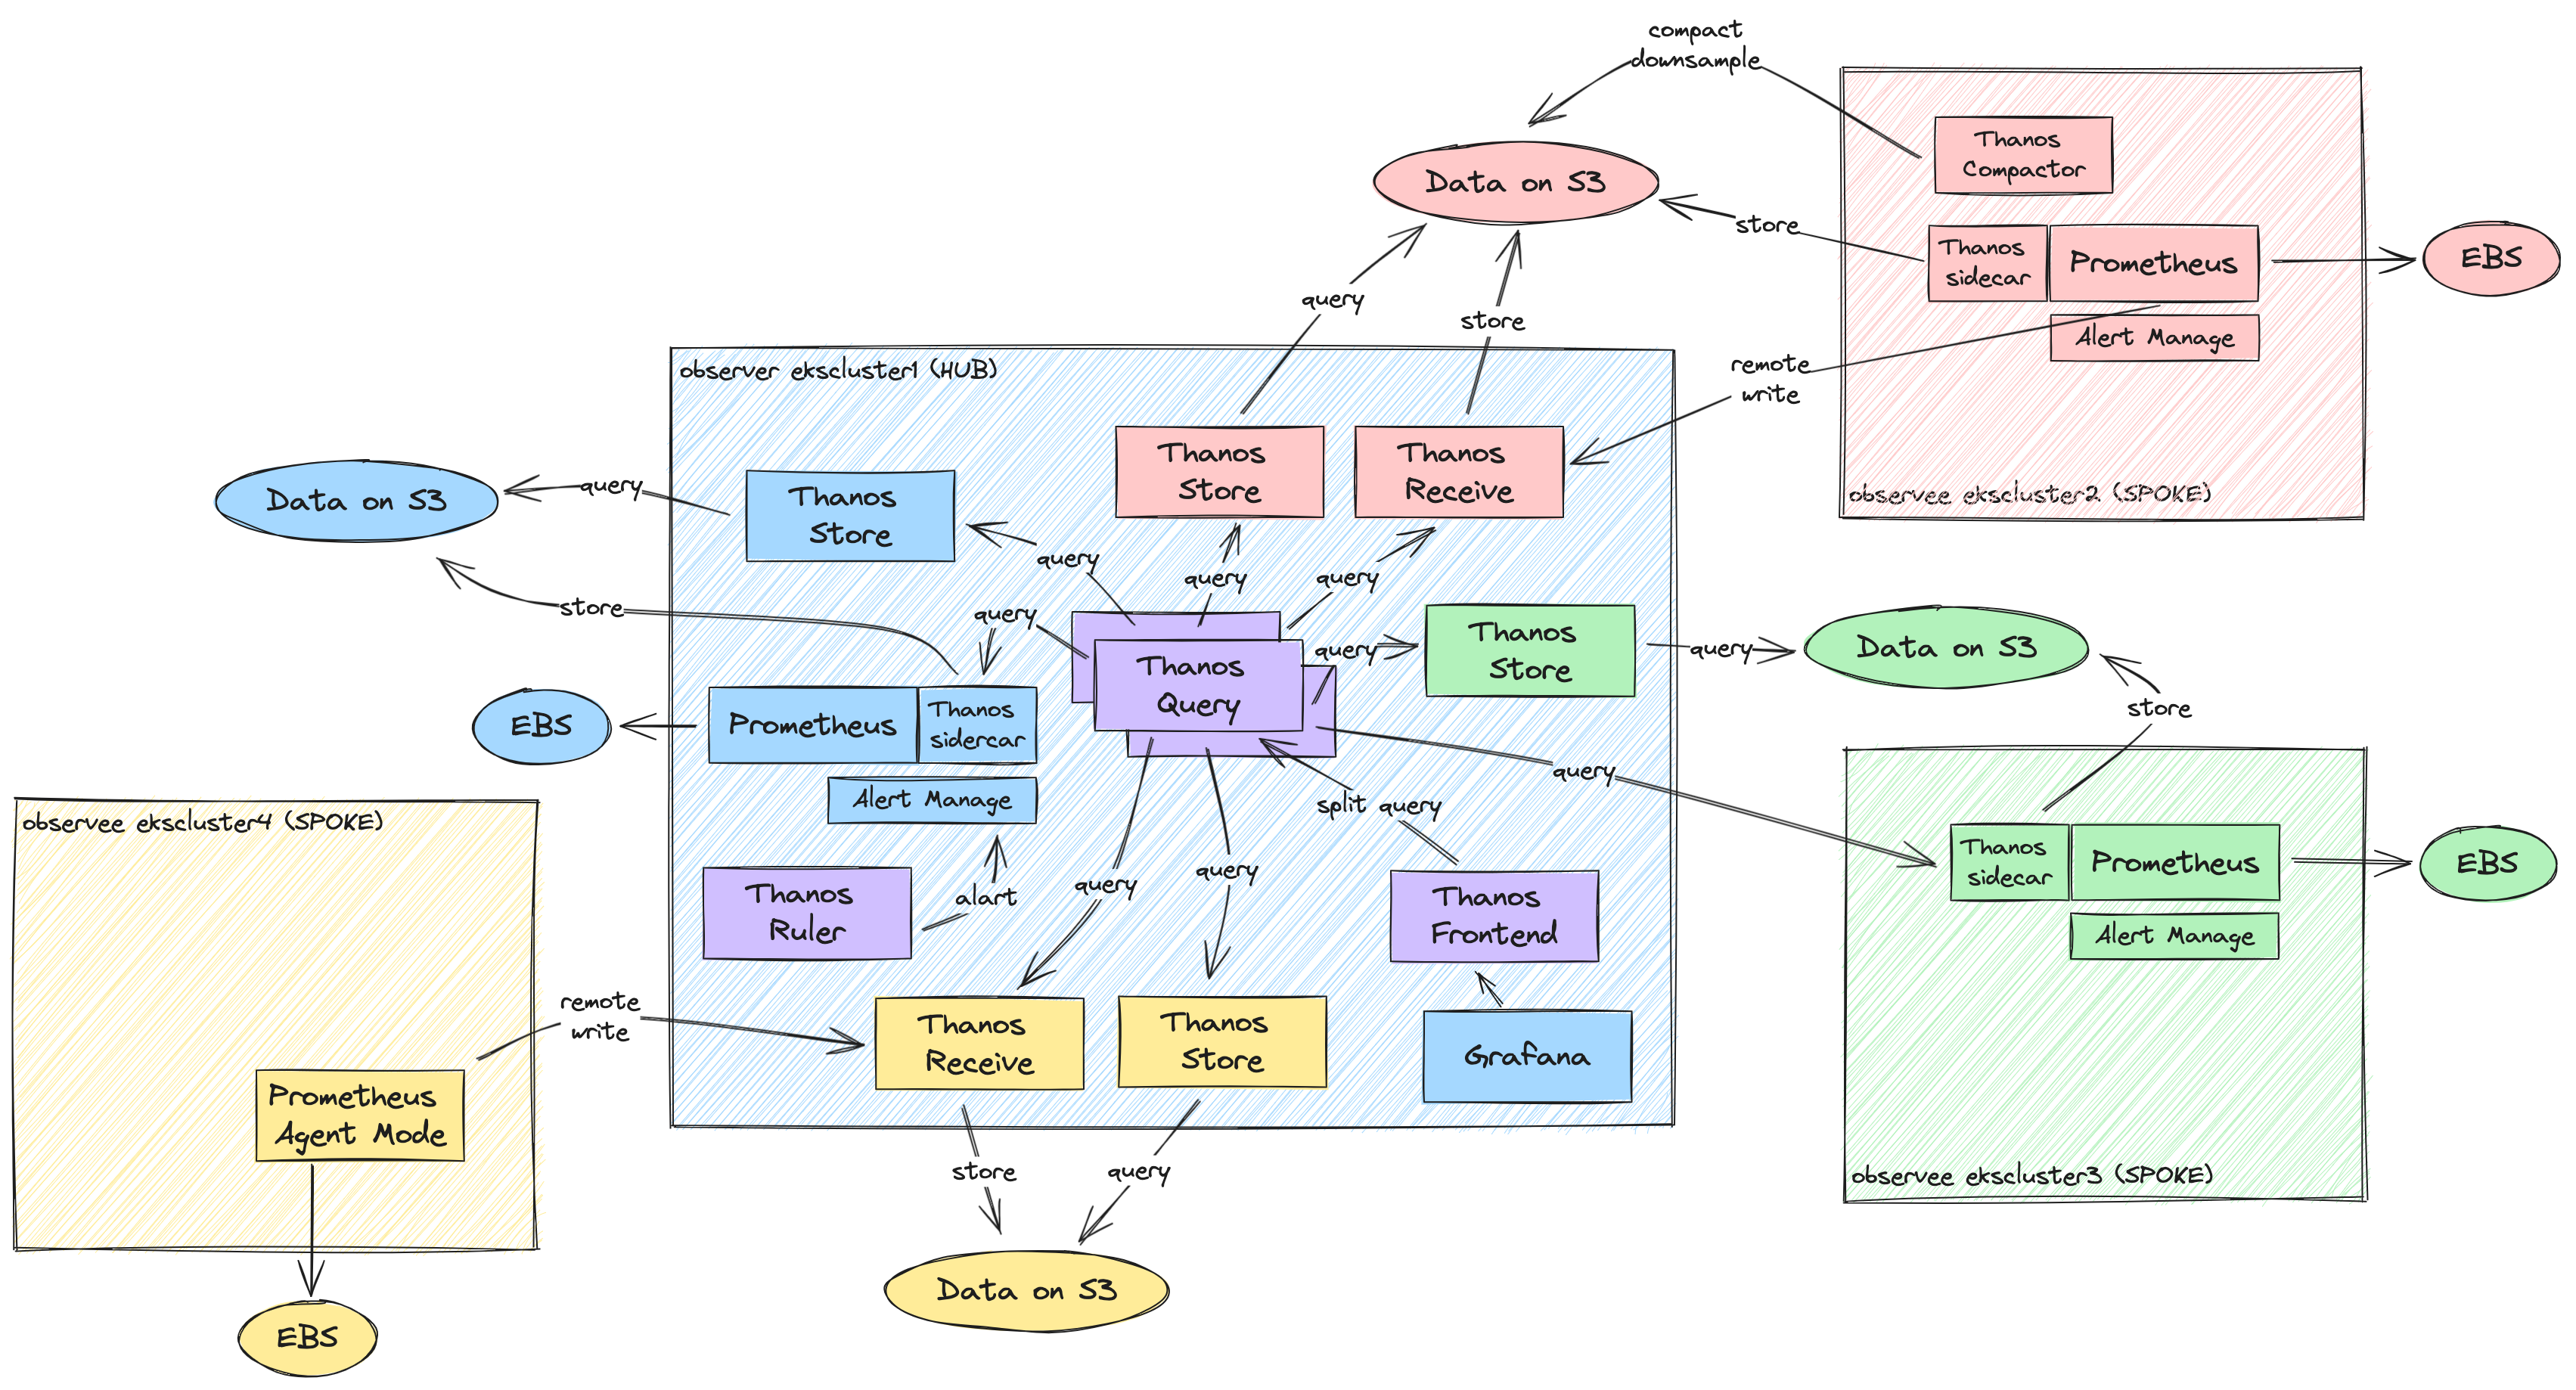 compact
downsample
Thanos
Compactor
Data on S3
store
Thanos
sidecar
Prometheus
EBS
query
store
Alert Manage
remote
write
observer ekscluster1 (HUB)
Thanos
Store
Thanos
Receive
observee ekscluster2 (SPOKE)
Data on S3
query
Thanos
Store
query
query
query
store
query
Thanos
Store
query
query
Data on S3
Thanos
Query
store
EBS
Prometheus
Thanos
sidercar
query
Alert Manage
split query
observee ekscluster4 (SPOKE)
Thanos
sidecar
Prometheus
EBS
query
query
Thanos
Ruler
alart
Thanos
Frontend
Alert Manage
remote
write
Thanos
Receive
Thanos
Store
Grafana
Prometheus
Agent Mode
store
query
observee ekscluster3 (SPOKE)
Data on S3
EBS